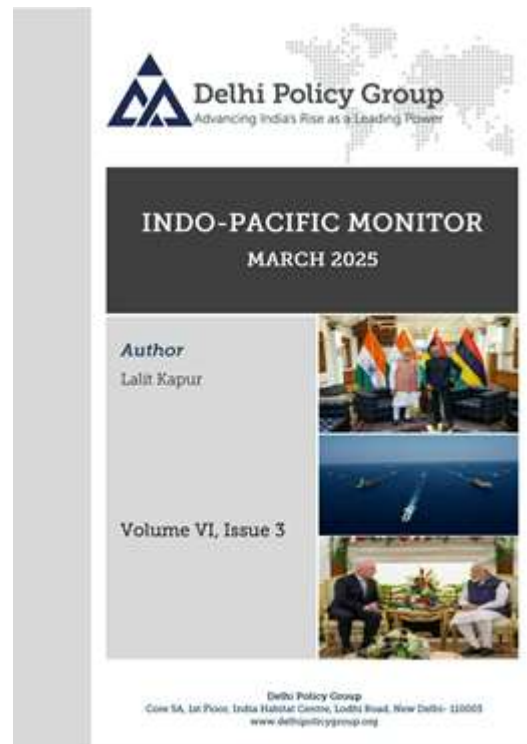 Delhi Policy Group
Advancing India's Rise as a Leading Power
INDO-PACIFIC MONITOR
MARCH 2025
Author
Lalit Kapur
Volume VI, Issue 3
Delhi Policy Group
Core 5A, 1st Floor, India Habitat Centre, Lodhi Road, New Delhi- 110003
www.delhipolicygroup.org